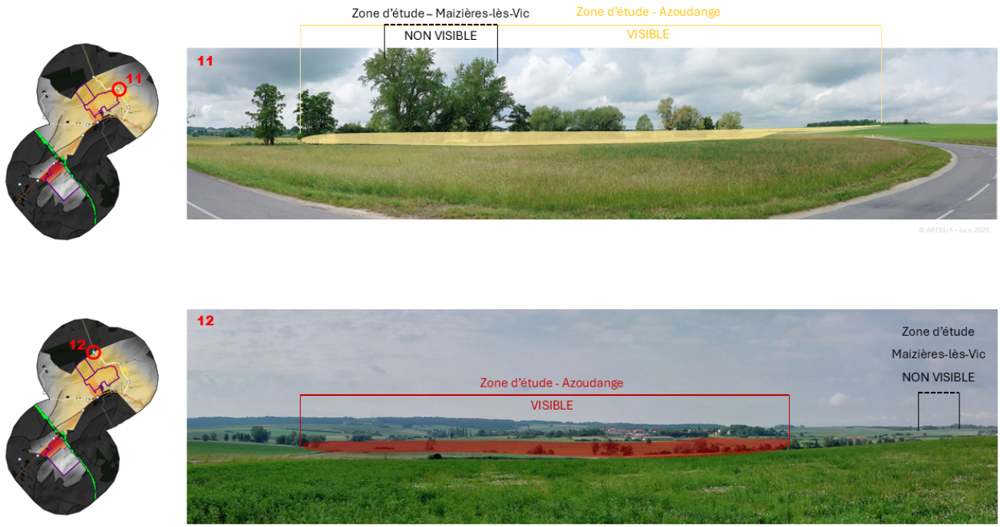 Zone d'étude – Maizières-lès-Vic
NON VISIBLE
Zone d'étude - Azoudange
VISIBLE
11
11
© ARTELIA – Juin 2025
12
12
Zone d'étude - Azoudange
VISIBLE
Zone d'étude
Maizières-lès-Vic
NON VISIBLE